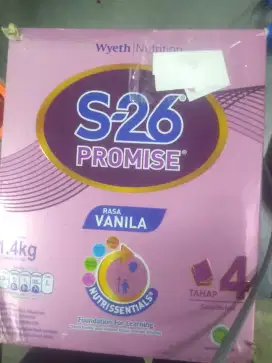 Wyeth | Nutrition
S-26
PROMISE®
RASA
VANILA
1.4kg
TAHAP 4
NUTRISSENTIALS
Foundation For Learning